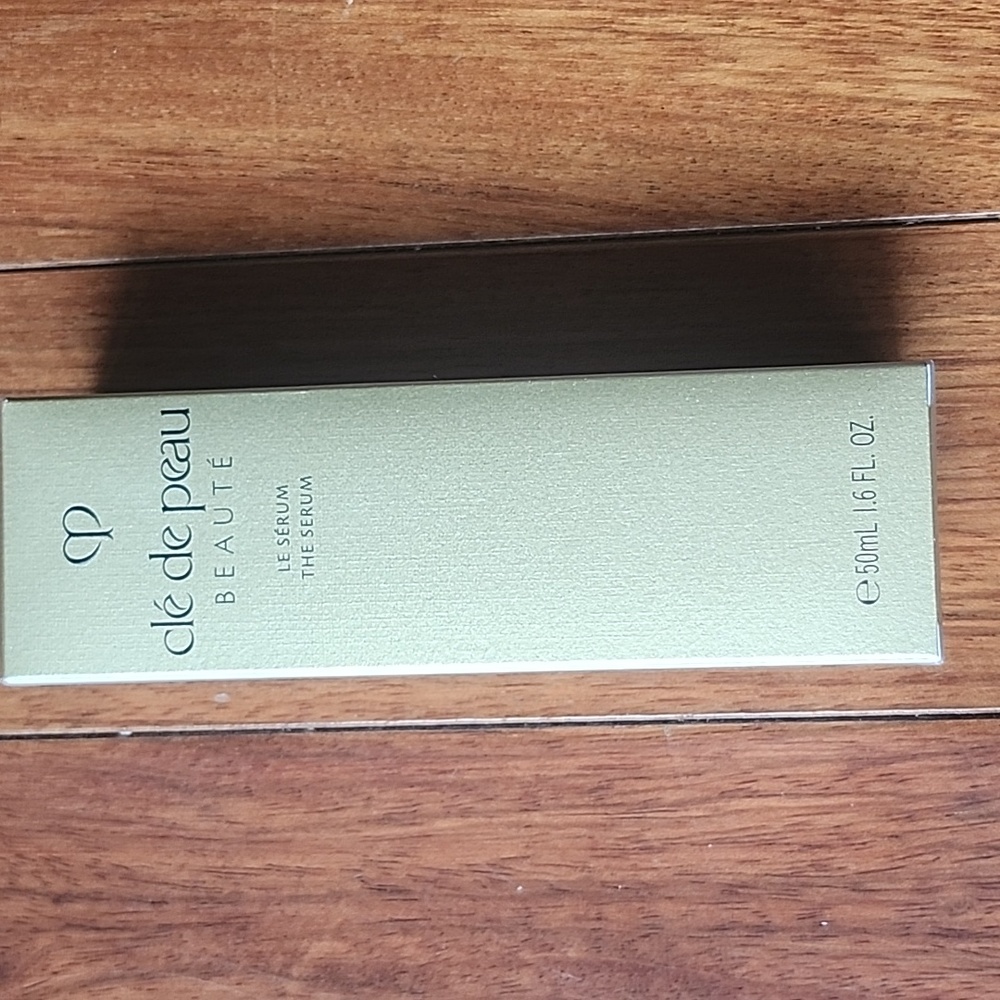 clé de peau
BEAUTÉ
LE SÉRUM
THE SERUM
℮ 50mL 1.6 FL. OZ.